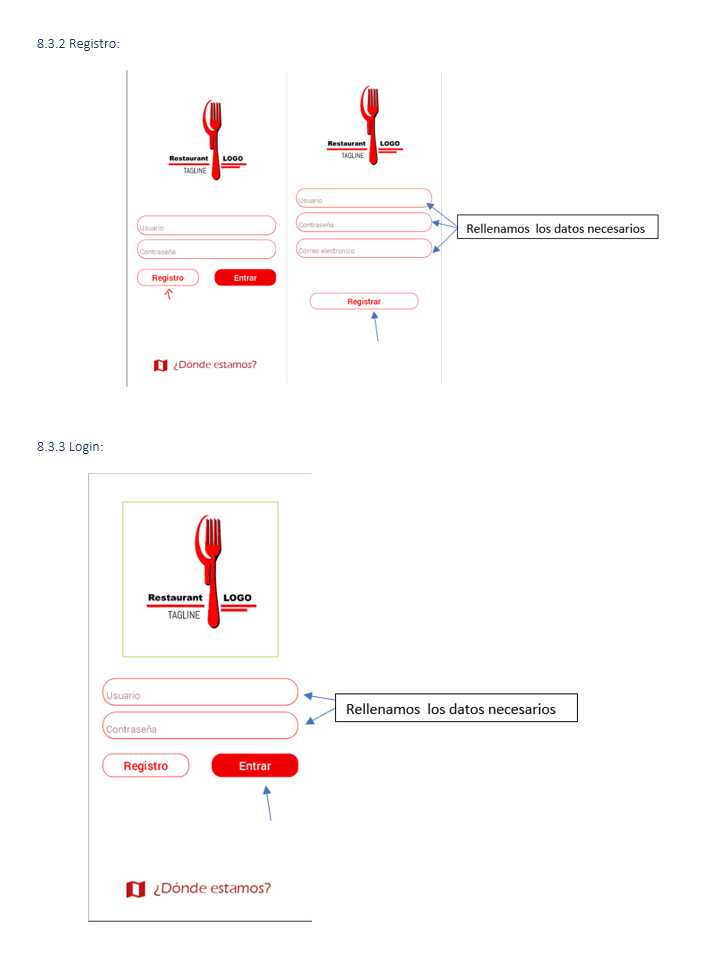 8.3.2 Registro:
Restaurant LOGO
TAGLINE
Usuario
Contraseña
Registro
Entrar
¿Dónde estamos?
Restaurant LOGO
TAGLINE
Usuario
Contraseña
Correo electronico
Registrar
Rellenamos los datos necesarios
8.3.3 Login:
Restaurant LOGO
TAGLINE
Usuario
Contraseña
Registro
Entrar
¿Dónde estamos?
Rellenamos los datos necesarios